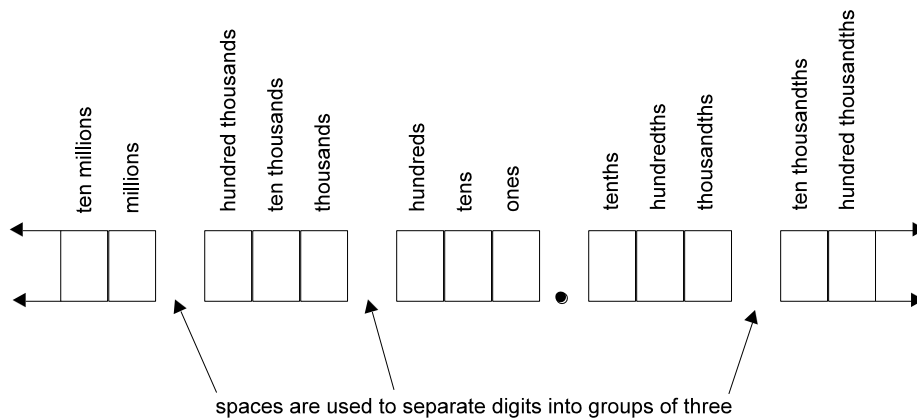 ten millions
millions
hundred thousands
ten thousands
thousands
hundreds
tens
ones
tenths
hundredths
thousandths
ten thousandths
hundred thousandths
spaces are used to separate digits into groups of three